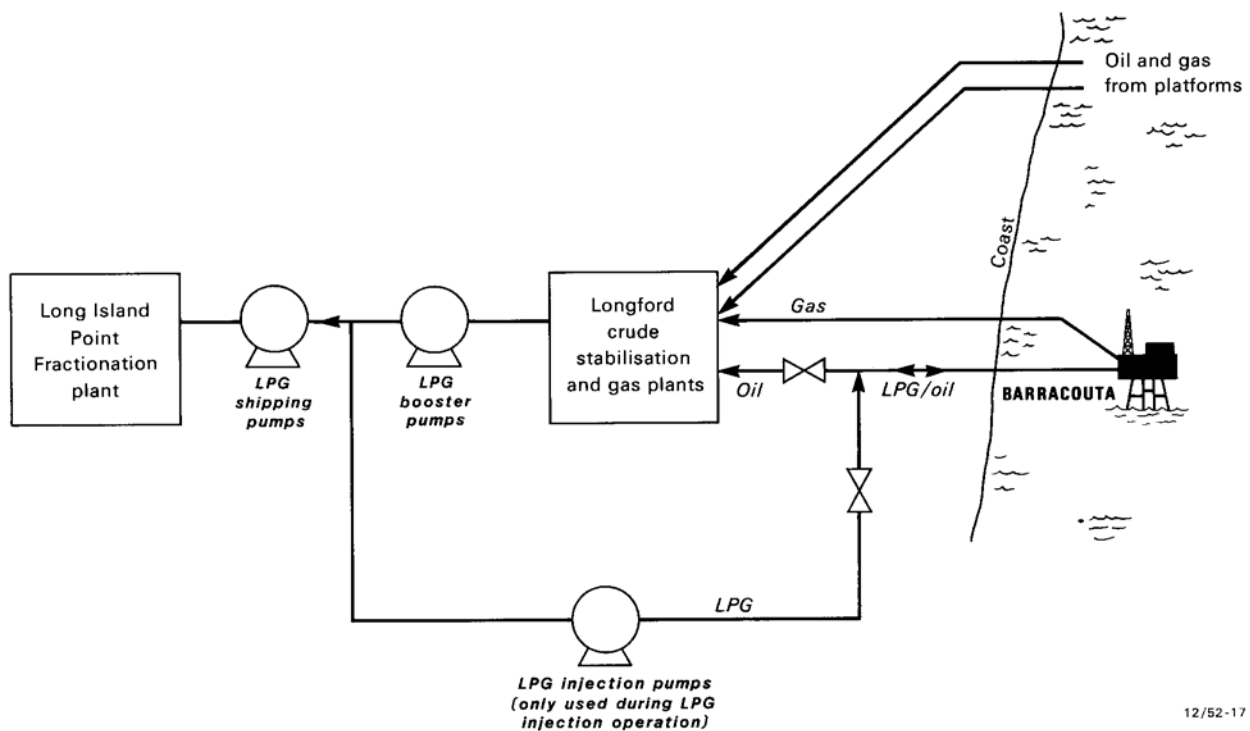 Oil and gas
from platforms
Coast
Long Island
Point
Fractionation
plant
LPG
shipping
pumps
LPG
booster
pumps
Longford
crude
stabilisation
and gas plants
Gas
Oil
LPG/oil
BARRACOUTA
LPG
LPG injection pumps
(only used during LPG
injection operation)
12/52-17